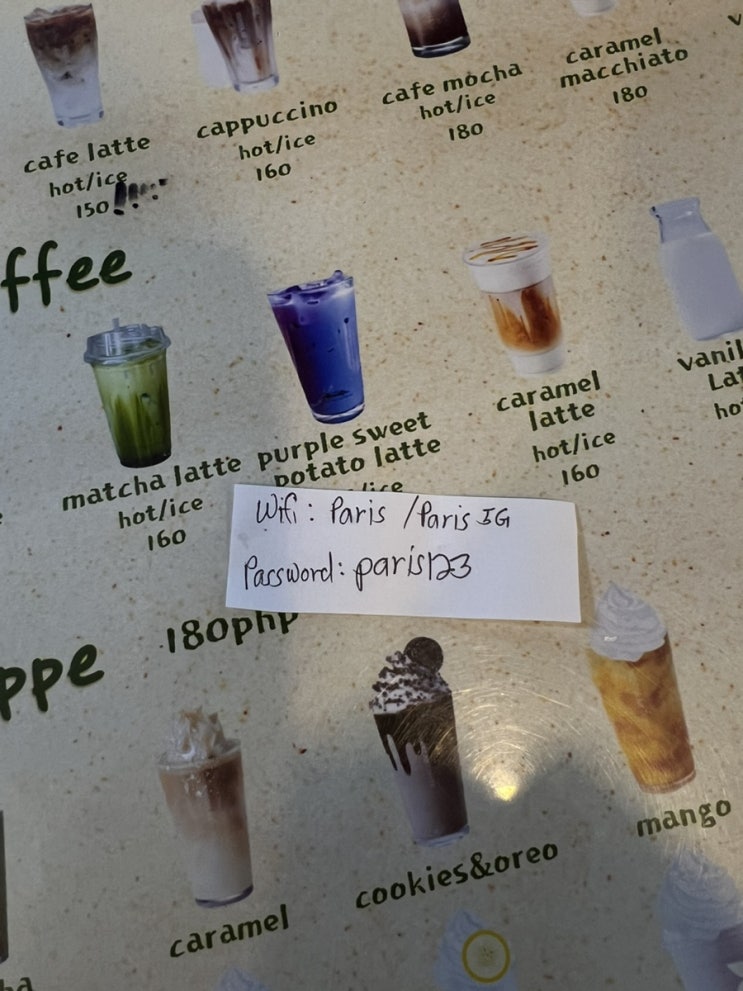 cafe latte
hot/ice
150
cappuccino
hot/ice
160
cafe mocha
hot/ice
180
caramel
macchiato
180
ffee
matcha latte
hot/ice
160
purple sweet
potato latte
/ice
caramel
latte
hot/ice
160
vanil
Lat
ho
Wifi : Paris / Paris 5G
Password: paris123
ppe
180php
caramel
cookies&oreo
mango